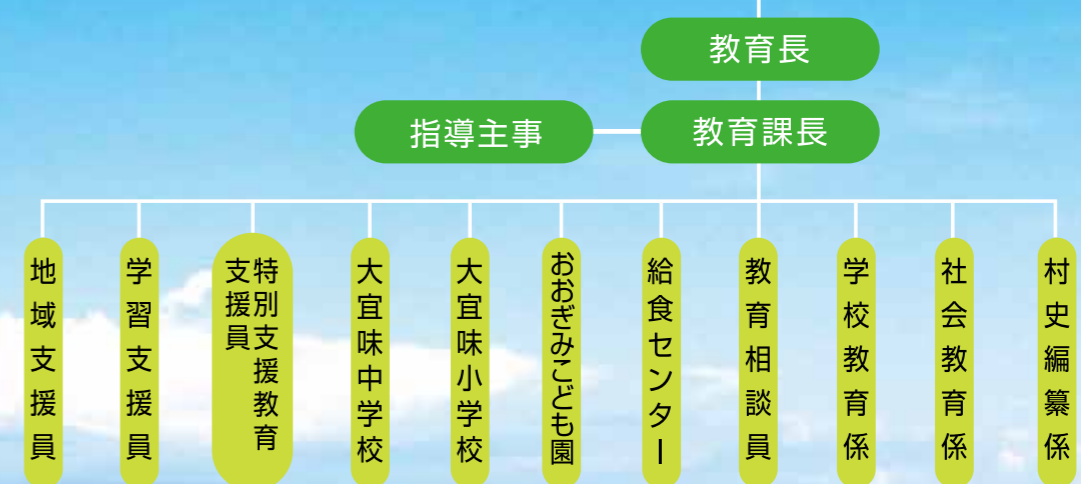 教育長
指導主事
教育課長
地域支援員
学習支援員
特別支援教育
支援員
大宜味中学校
大宜味小学校
おおぎみこども園
給食センター
教育相談員
学校教育係
社会教育係
村史編纂係